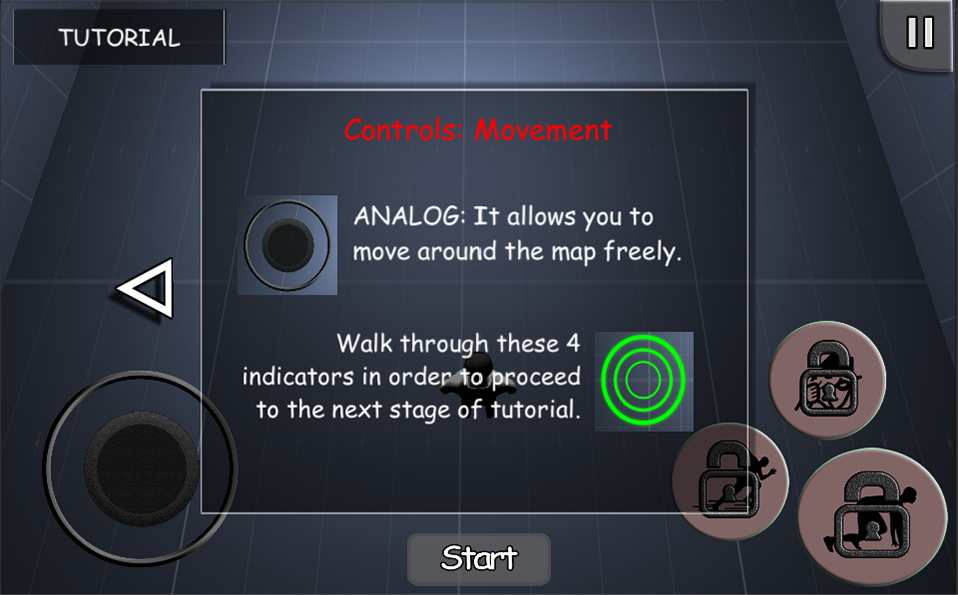 TUTORIAL
Controls: Movement
ANALOG: It allows you to
move around the map freely.
Walk through these 4
indicators in order to proceed
to the next stage of tutorial.
Start